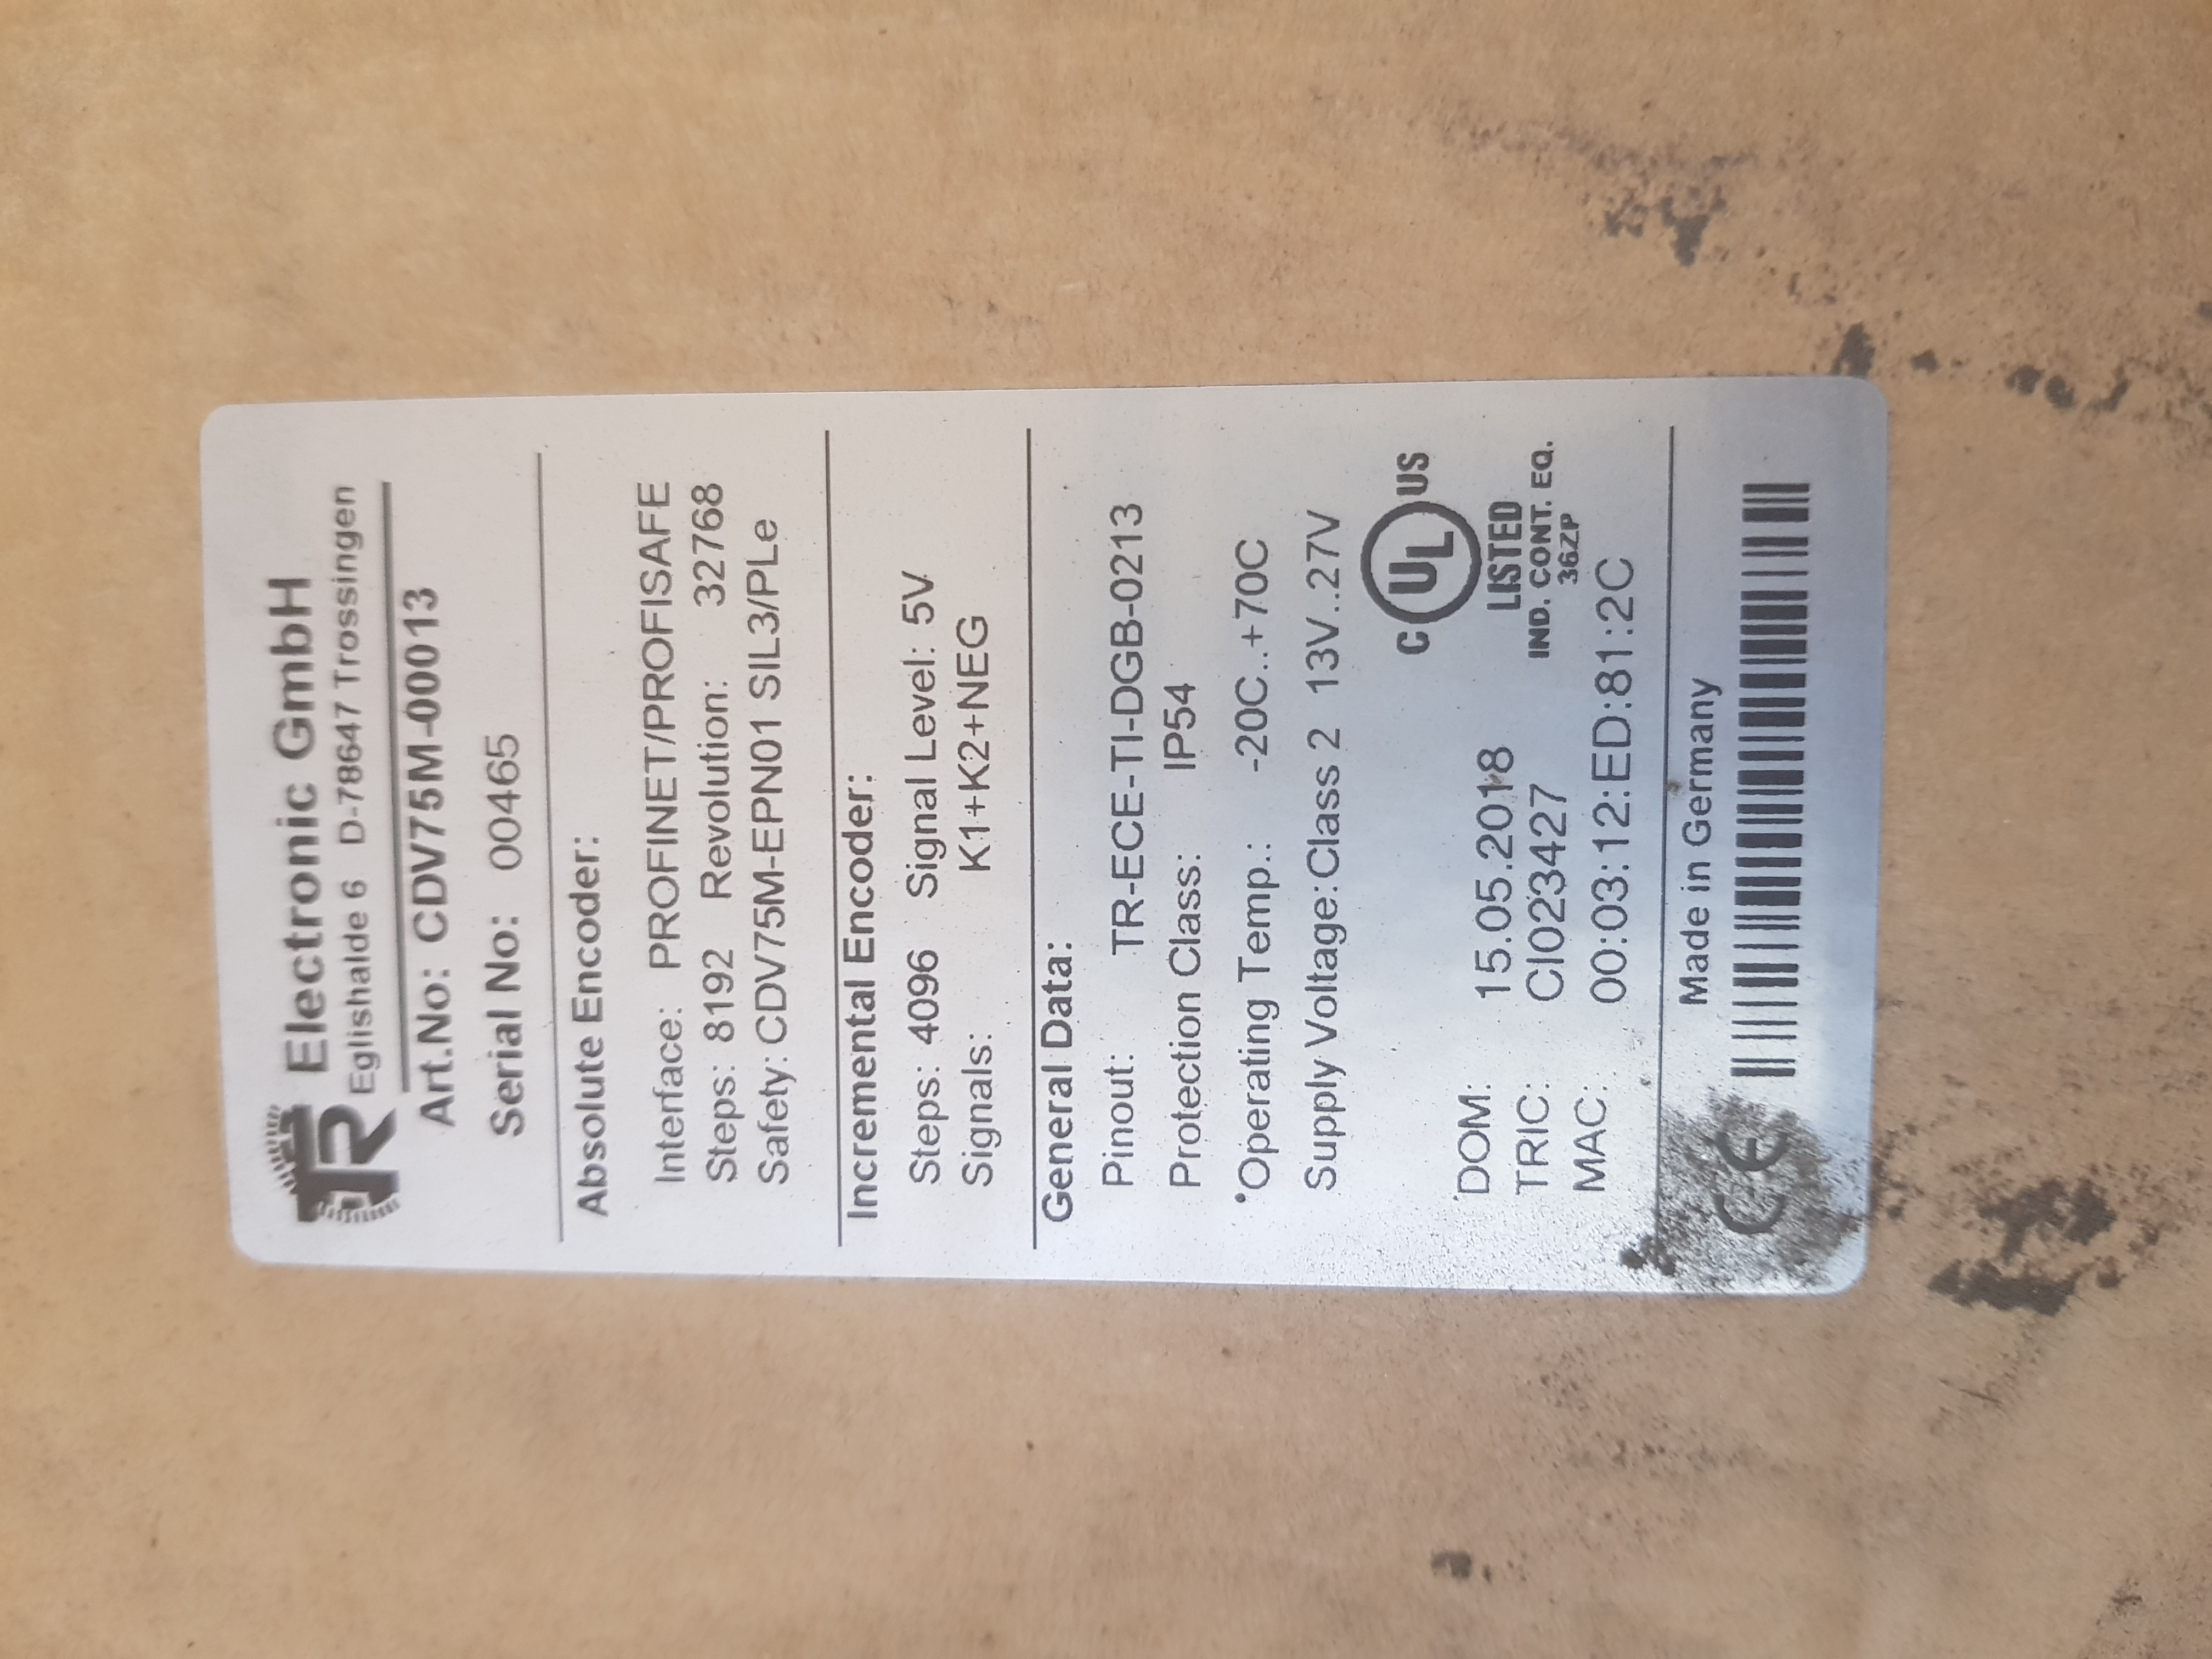 TR Electronic GmbH
Eglishalde 6 D-78647 Trossingen
Art.No: CDV75M-00013
Serial No: 00465
Absolute Encoder:
Interface: PROFINET/PROFISAFE
Steps: 8192 Revolution: 32768
Safety: CDV75M-EPN01 SIL3/PLe
Incremental Encoder:
Steps: 4096 Signal Level: 5V
Signals: K1+K2+NEG
General Data:
Pinout: TR-ECE-TI-DGB-0213
Protection Class: IP54
Operating Temp.: -20C..+70C
Supply Voltage:Class 2 13V..27V
C UL US
LISTED
IND. CONT. EQ.
36ZP
DOM: 15.05.2018
TRIC: CI023427
MAC: 00:03:12:ED:81:2C
Made in Germany
CE